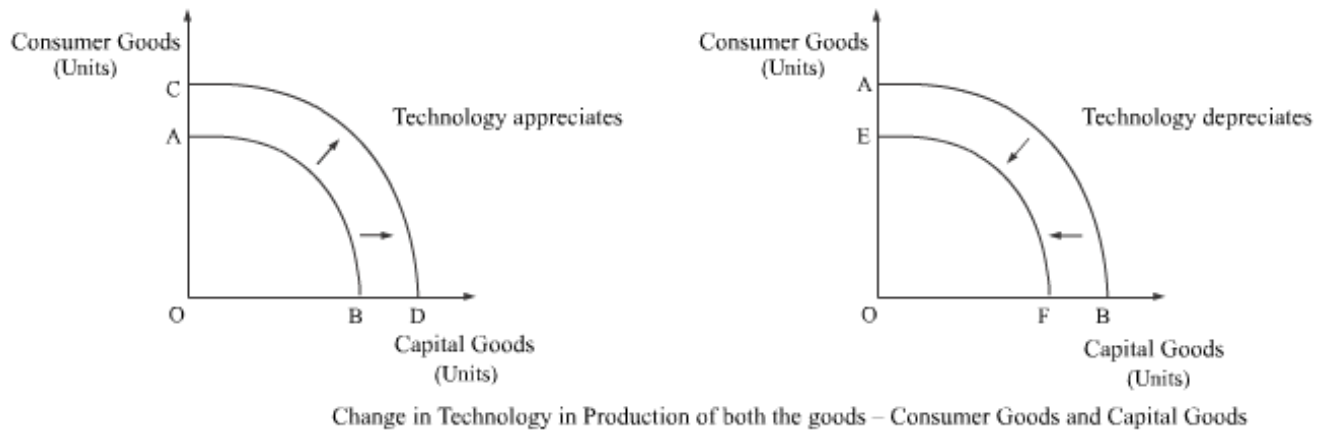 Consumer Goods
(Units)
C
A
Technology appreciates
O
B
D
Capital Goods
(Units)
Consumer Goods
(Units)
A
E
Technology depreciates
O
F
B
Capital Goods
(Units)
Change in Technology in Production of both the goods – Consumer Goods and Capital Goods